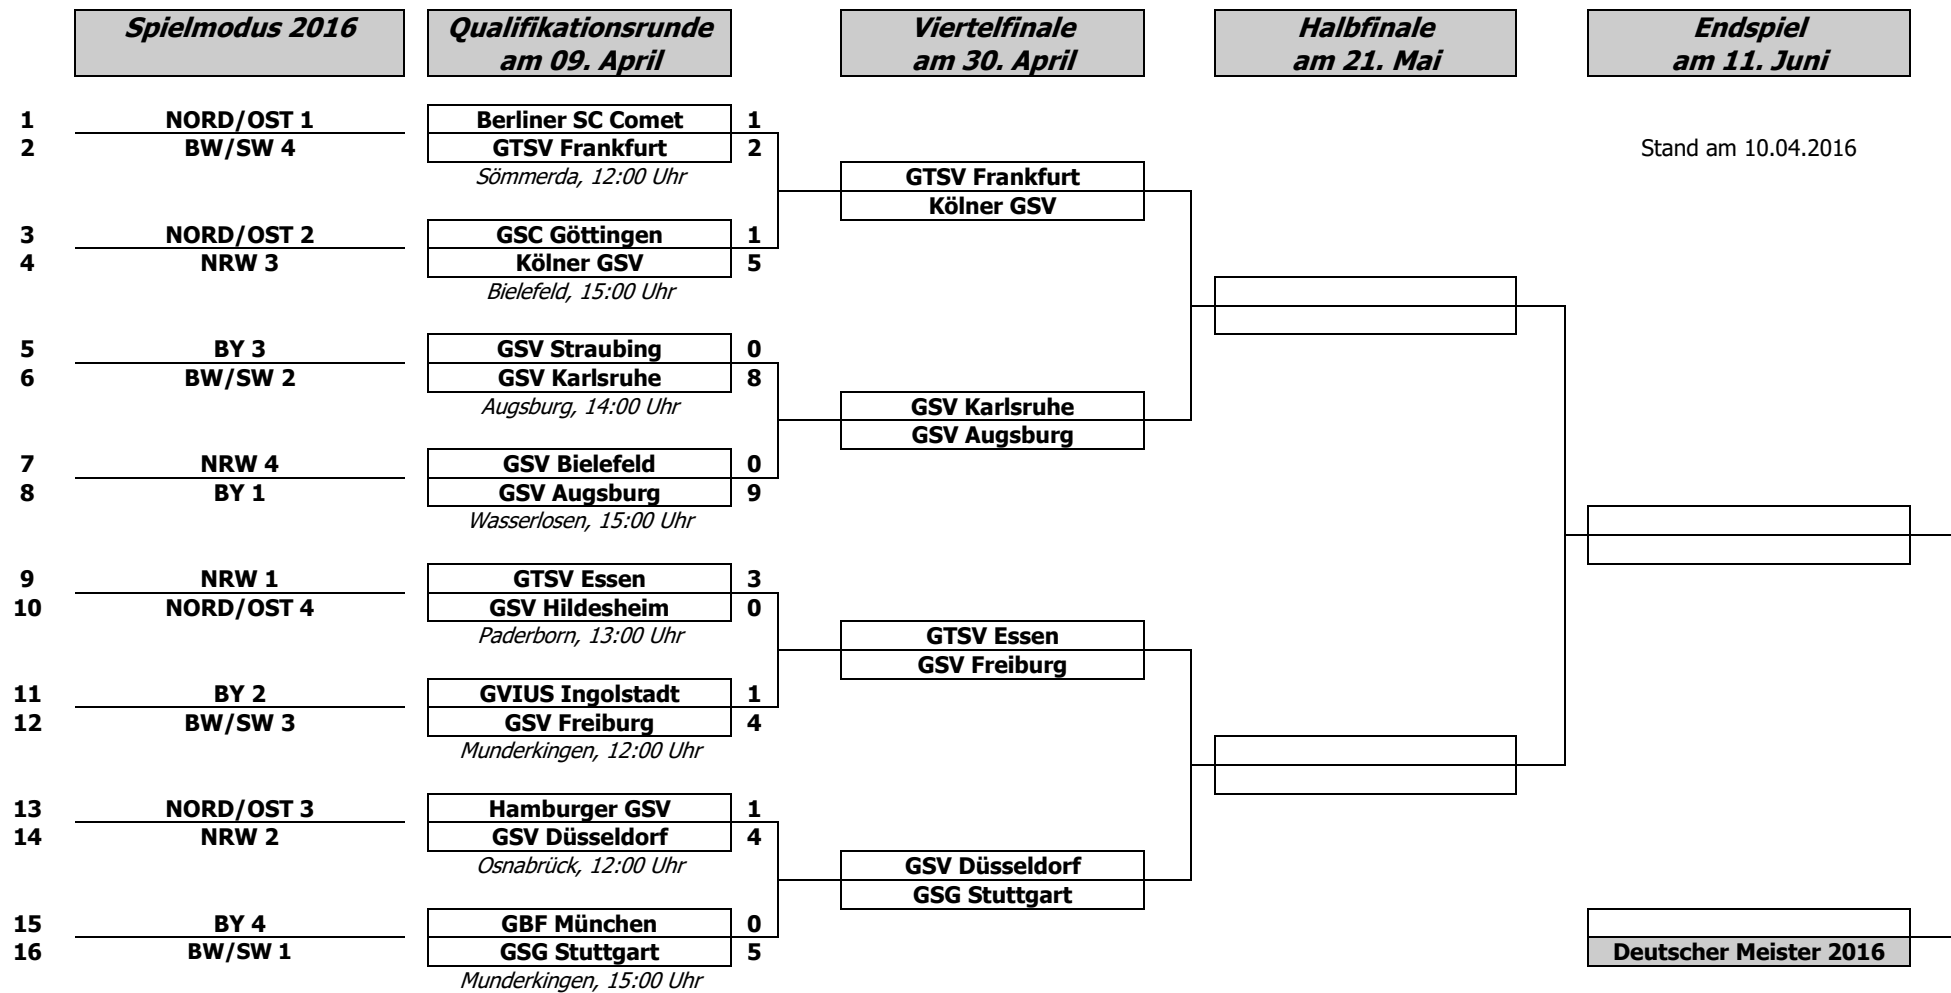 Spielmodus 2016
Qualifikationsrunde
am 09. April
Viertelfinale
am 30. April
Halbfinale
am 21. Mai
Endspiel
am 11. Juni
1 NORD/OST 1 Berliner SC Comet 1
2 BW/SW 4 GTSV Frankfurt 2 Stand am 10.04.2016
Sömmerda, 12:00 Uhr
GTSV Frankfurt
Kölner GSV
3 NORD/OST 2 GSC Göttingen 1
4 NRW 3 Kölner GSV 5
Bielefeld, 15:00 Uhr
5 BY 3 GSV Straubing 0
6 BW/SW 2 GSV Karlsruhe 8
Augsburg, 14:00 Uhr
GSV Karlsruhe
GSV Augsburg
7 NRW 4 GSV Bielefeld 0
8 BY 1 GSV Augsburg 9
Wasserlosen, 15:00 Uhr
9 NRW 1 GTSV Essen 3
10 NORD/OST 4 GSV Hildesheim 0
Paderborn, 13:00 Uhr
GTSV Essen
GSV Freiburg
11 BY 2 GVIUS Ingolstadt 1
12 BW/SW 3 GSV Freiburg 4
Munderkingen, 12:00 Uhr
13 NORD/OST 3 Hamburger GSV 1
14 NRW 2 GSV Düsseldorf 4
Osnabrück, 12:00 Uhr
GSV Düsseldorf
GSG Stuttgart
15 BY 4 GBF München 0
16 BW/SW 1 GSG Stuttgart 5 Deutscher Meister 2016
Munderkingen, 15:00 Uhr